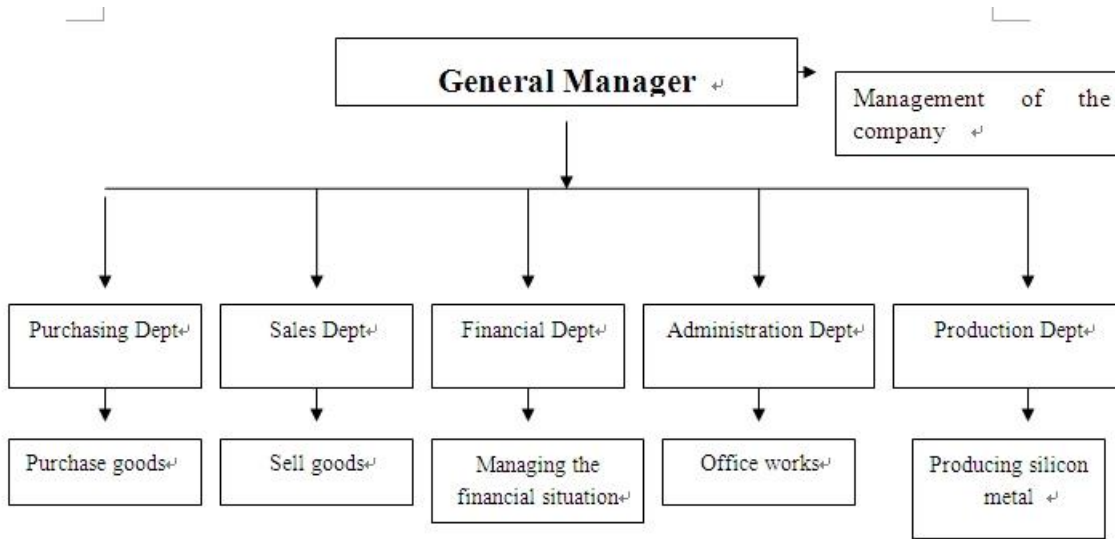 General Manager
Management of the
company
Purchasing Dept
Sales Dept
Financial Dept
Administration Dept
Production Dept
Purchase goods
Sell goods
Managing the
financial situation
Office works
Producing silicon
metal